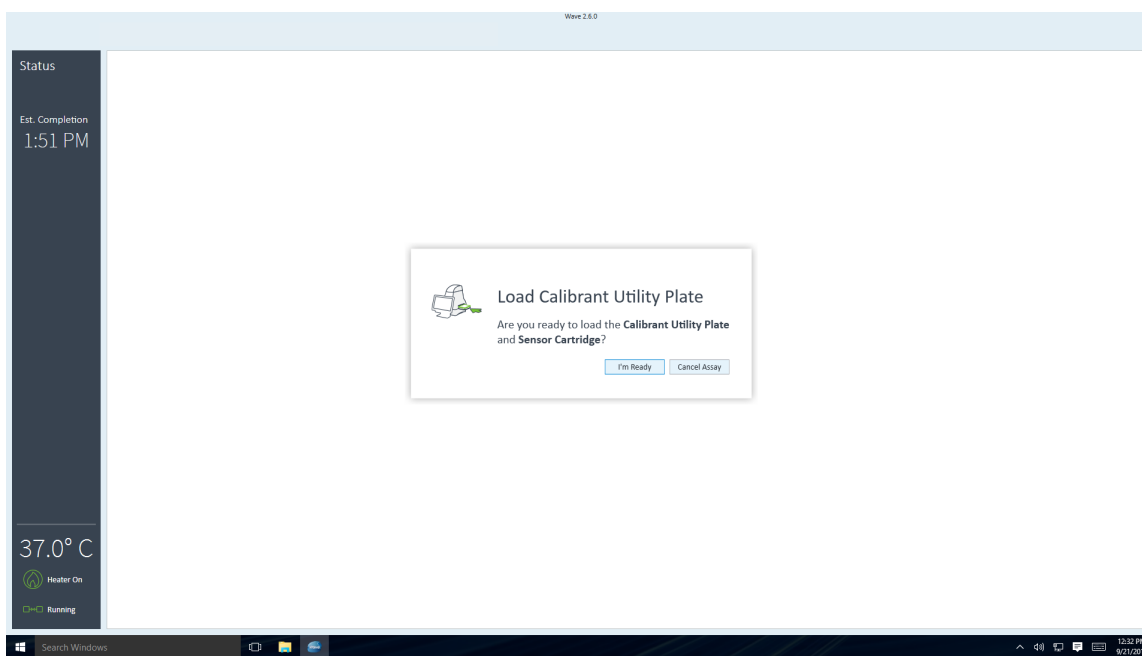 Wave 2.6.0
Status
Est. Completion
1:51 PM
Load Calibrant Utility Plate
Are you ready to load the Calibrant Utility Plate
and Sensor Cartridge?
I'm Ready
Cancel Assay
37.0° C
Heater On
Running
Search Windows
12:32